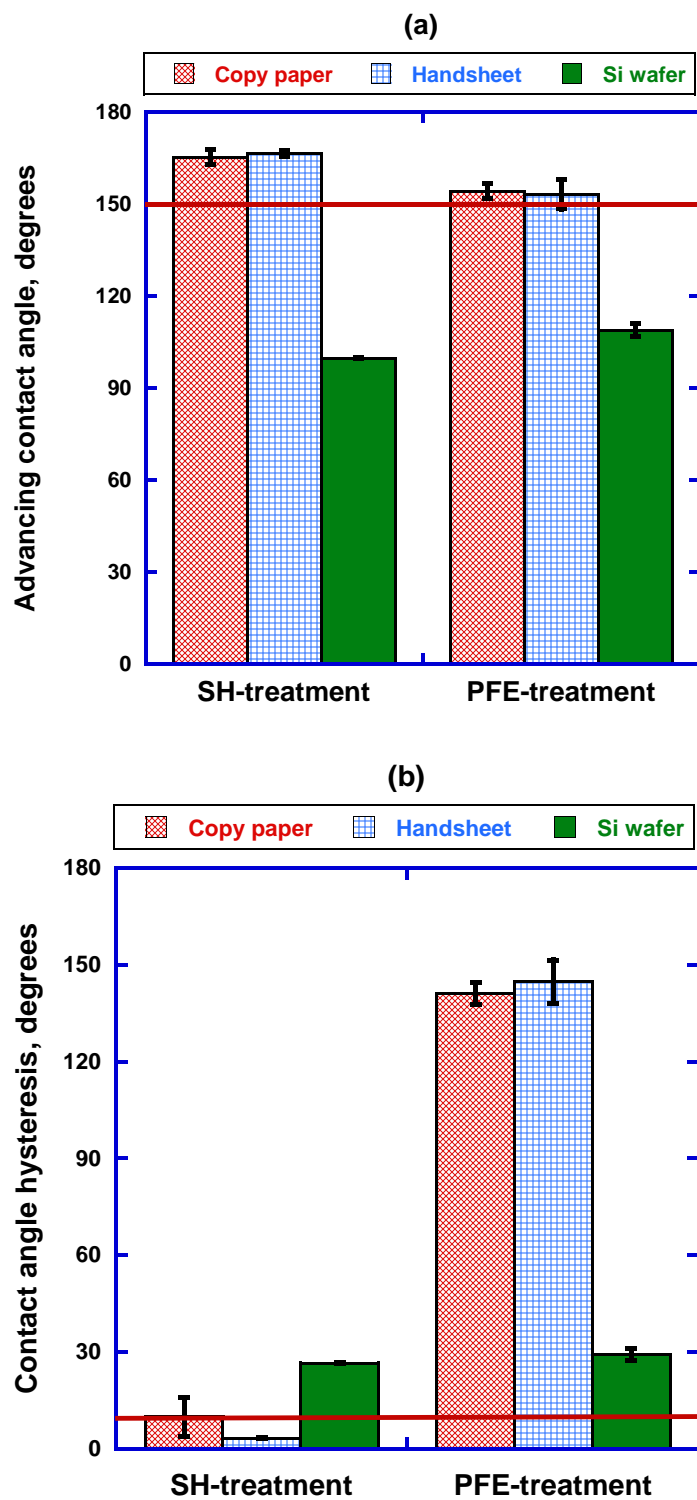 (a)
Copy paper Handsheet Si wafer
Advancing contact angle, degrees
180
150
120
90
60
30
0
SH-treatment PFE-treatment
(b)
Copy paper Handsheet Si wafer
Contact angle hysteresis, degrees
180
150
120
90
60
30
0
SH-treatment PFE-treatment